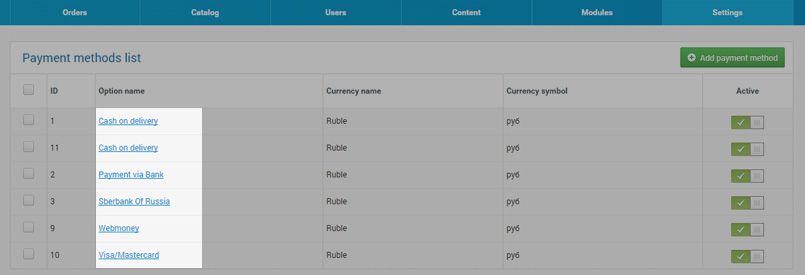 Orders Catalog Users Content Modules Settings
Payment methods list Add payment method
ID Option name Currency name Currency symbol Active
1 Cash on delivery Ruble руб
11 Cash on delivery Ruble руб
2 Payment via Bank Ruble руб
3 Sberbank Of Russia Ruble руб
9 Webmoney Ruble руб
10 Visa/Mastercard Ruble руб